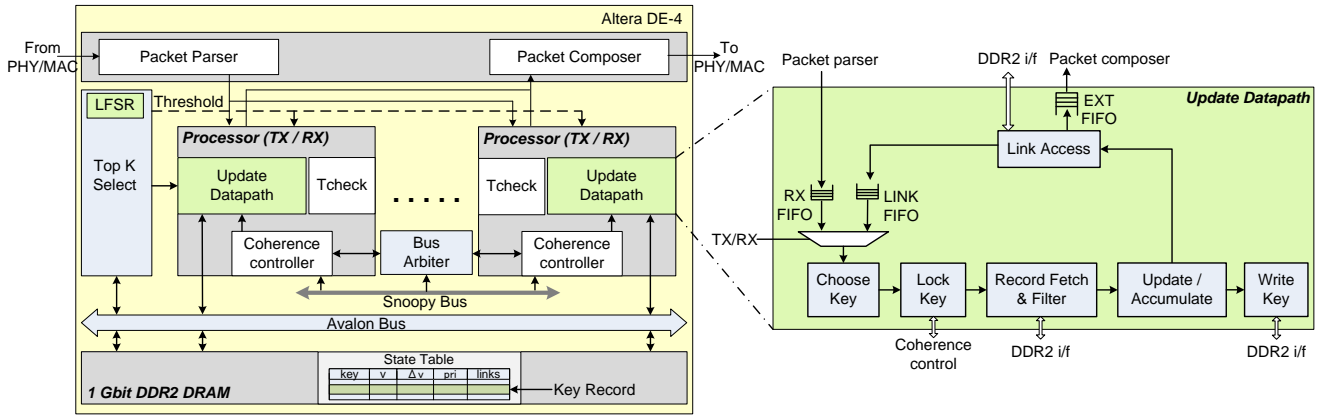 Altera DE-4
From
PHY/MAC
Packet Parser
Packet Composer
To
PHY/MAC
LFSR
Threshold
Top K
Select
Processor (TX / RX)
Update
Datapath
Tcheck
Coherence
controller
. . . . .
Bus
Arbiter
Processor (TX / RX)
Tcheck
Update
Datapath
Coherence
controller
Snoopy Bus
Avalon Bus
1 Gbit DDR2 DRAM
State Table
key v Δ v pri links
Key Record
Packet parser
DDR2 i/f
Packet composer
Update Datapath
EXT
FIFO
Link Access
RX
FIFO
LINK
FIFO
TX/RX
Choose
Key
Lock
Key
Record Fetch
& Filter
Update /
Accumulate
Write
Key
Coherence
control
DDR2 i/f
DDR2 i/f